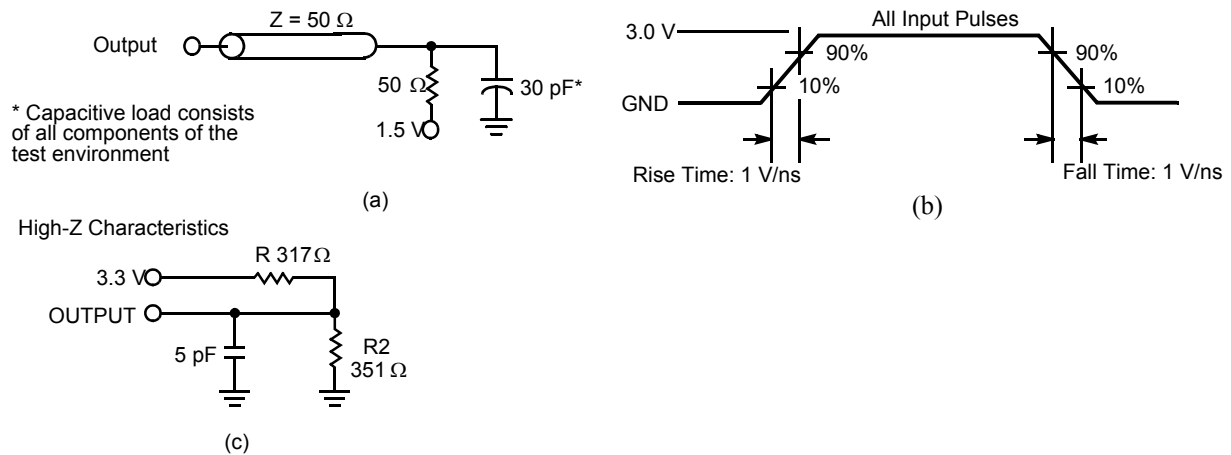 Z = 50 Ω
Output
50 Ω
30 pF*
1.5 V
* Capacitive load consists
of all components of the
test environment
(a)
All Input Pulses
3.0 V
90%
90%
10%
10%
GND
Rise Time: 1 V/ns
Fall Time: 1 V/ns
(b)
High-Z Characteristics
R 317Ω
3.3 V
OUTPUT
5 pF
R2
351 Ω
(c)